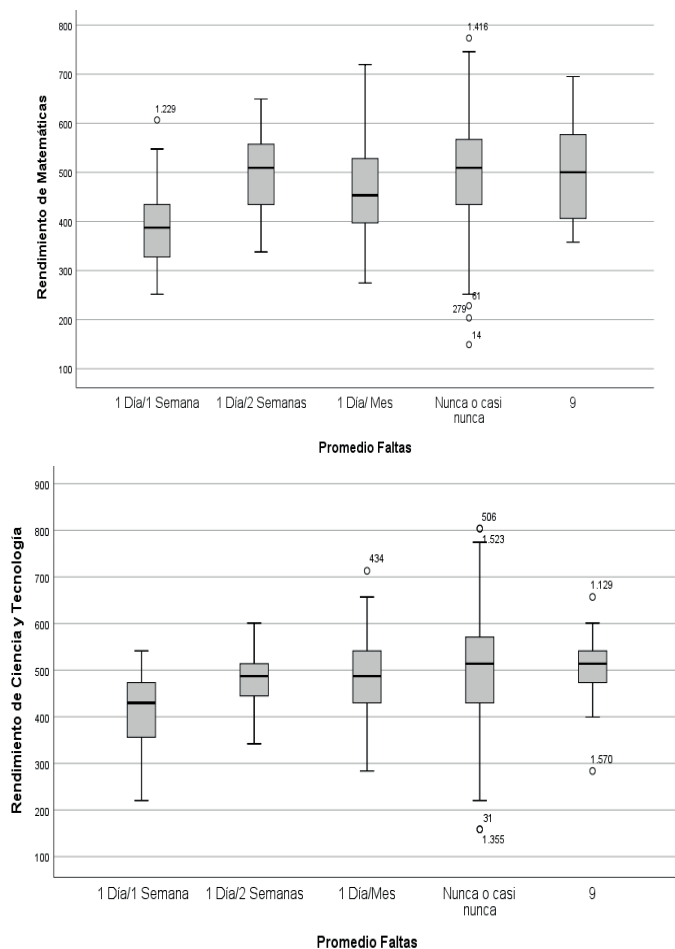 Rendimiento de Matemáticas
800
700
600
500
400
300
200
100
1.229
1.416
61
279
14
1 Día/1 Semana
1 Día/2 Semanas
1 Día/ Mes
Nunca o casi
nunca
9
Promedio Faltas
Rendimiento de Ciencia y Tecnología
900
800
700
600
500
400
300
200
100
434
506
1.523
31
1.355
1.129
1.570
1 Día/1 Semana
1 Día/2 Semanas
1 Día/Mes
Nunca o casi
nunca
9
Promedio Faltas